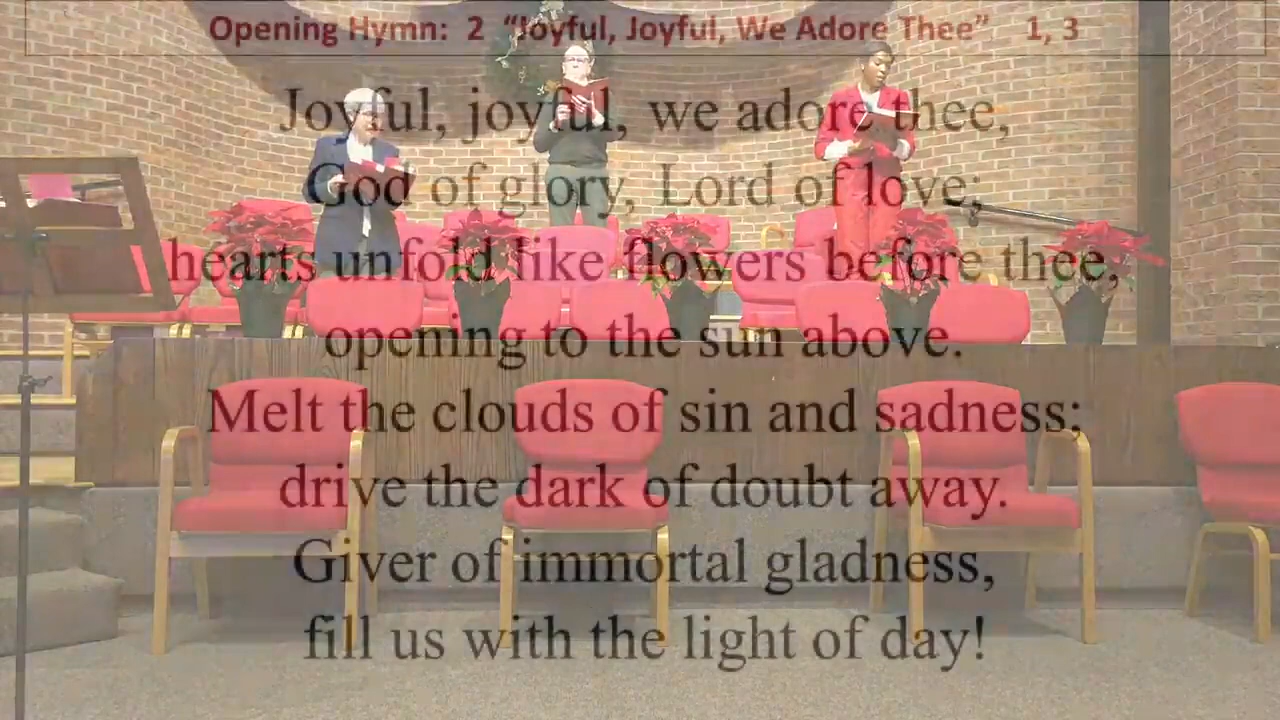 Opening Hymn: 2 “Joyful, Joyful, We Adore Thee” 1, 3
Joyful, joyful, we adore thee,
God of glory, Lord of love;
hearts unfold like flowers before thee,
opening to the sun above.
Melt the clouds of sin and sadness;
drive the dark of doubt away.
Giver of immortal gladness,
fill us with the light of day!